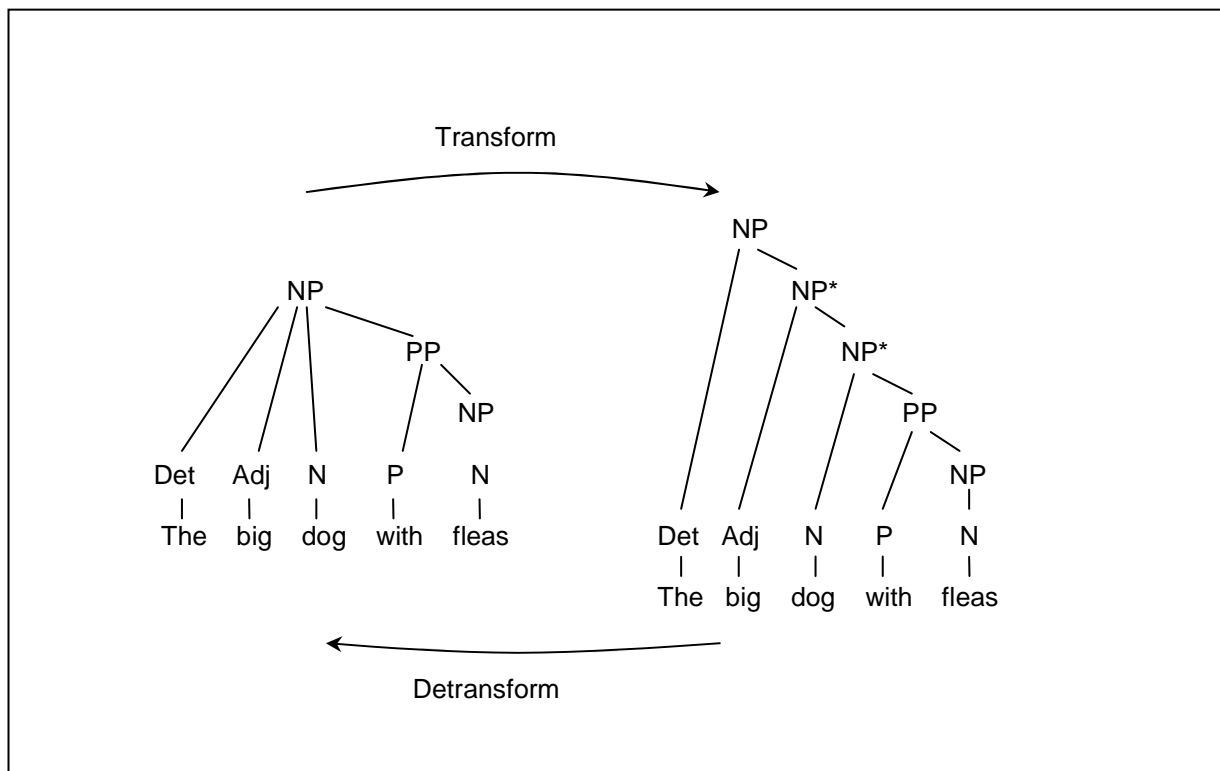 Transform
NP
NP
NP*
NP*
PP
PP
NP
NP
Det Adj N P N
The big dog with fleas
Det Adj N P N
The big dog with fleas
Detransform